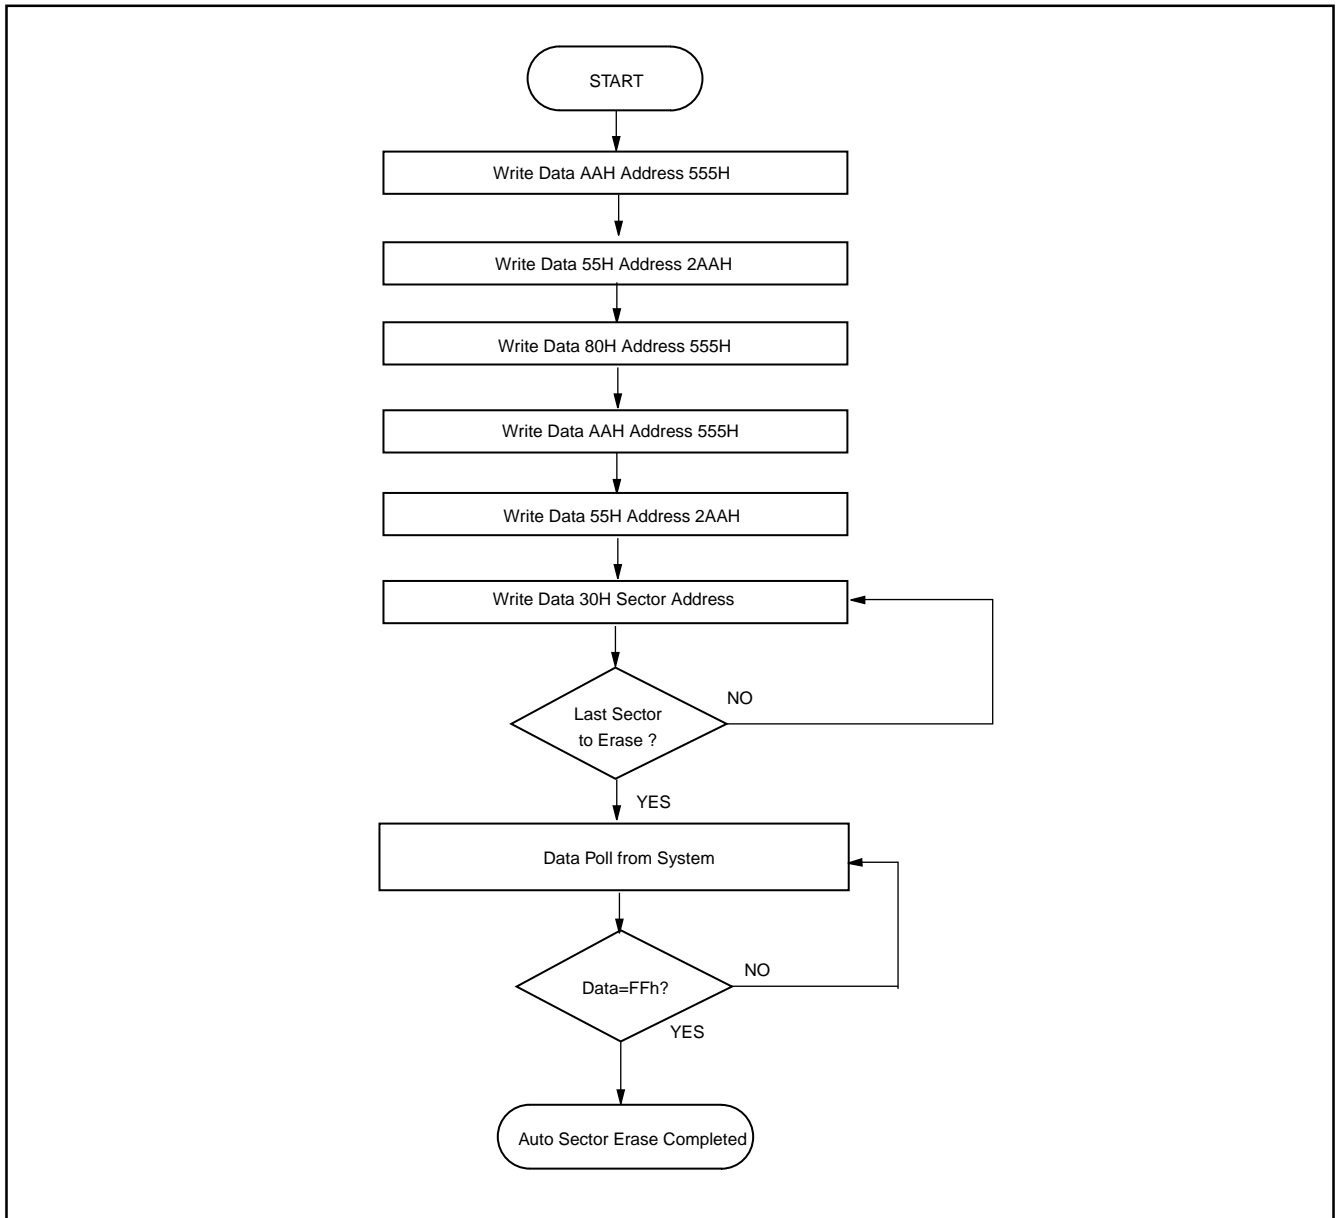 START
Write Data AAH Address 555H
Write Data 55H Address 2AAH
Write Data 80H Address 555H
Write Data AAH Address 555H
Write Data 55H Address 2AAH
Write Data 30H Sector Address
NO
Last Sector
to Erase ?
YES
Data Poll from System
NO
Data=FFh?
YES
Auto Sector Erase Completed